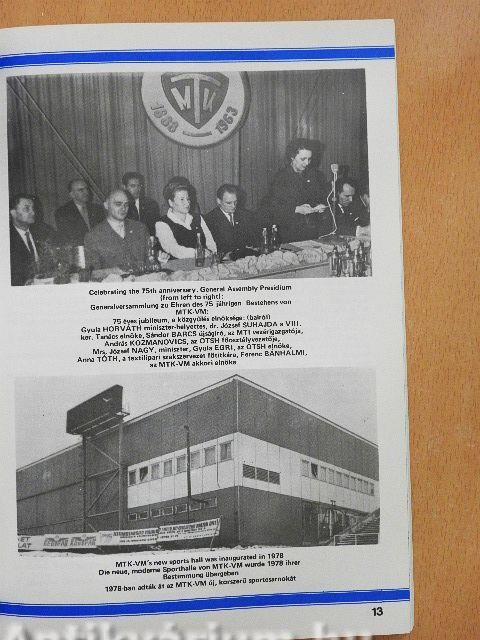 MTK
1888 1963
Celebrating the 75th anniversary. General Assembly Presidium
(from left to right):
Generalversammlung zu Ehren des 75 jährigen Bestehens von
MTK-VM:
75 éves jubileum, a közgyűlés elnöksége: (balról)
Gyula HORVÁTH miniszter-helyettes, dr. József SUHAJDA a VIII.
ker. Tanács elnöke, Sándor BARCS újságíró, az MTI vezérigazgatója,
András KOZMANOVICS, az OTSH főosztályvezetője,
Mrs. József NAGY, miniszter, Gyula EGRI, az OTSH elnöke,
Anna TÓTH, a textilipari szakszervezet főtitkára, Ferenc BÁNHALMI,
az MTK-VM akkori elnöke
MTK-VM's new sports hall was inaugurated in 1978
Die neue, moderne Sporthalle von MTK-VM wurde 1978 ihrer
Bestimmung übergeben
1978-ban adták át az MTK-VM új, korszerű sportcsarnokát
13